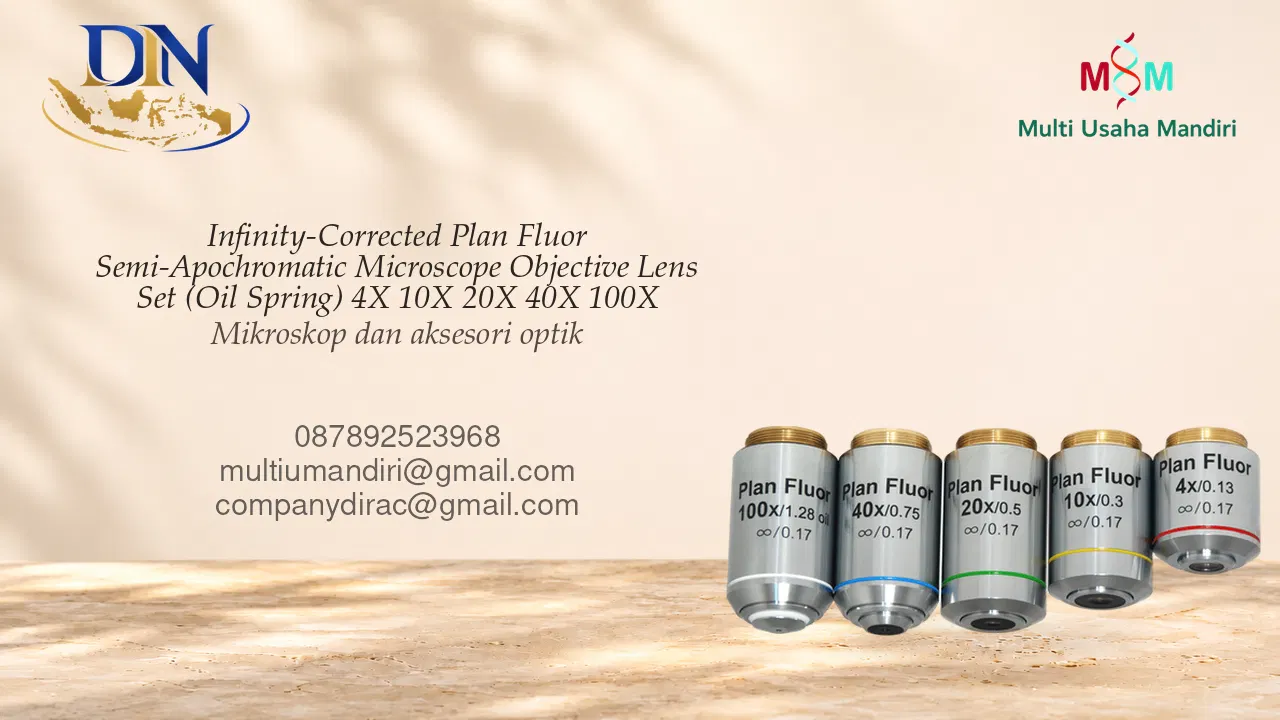 DIN
M M
Multi Usaha Mandiri
Infinity-Corrected Plan Fluor
Semi-Apochromatic Microscope Objective Lens
Set (Oil Spring) 4X 10X 20X 40X 100X
Mikroskop dan aksesori optik
087892523968
multiumandiri@gmail.com
companydirac@gmail.com
Plan Fluor
100x/1.28 oil
∞/0.17
Plan Fluor
40x/0.75
∞/0.17
Plan Fluor
20x/0.5
∞/0.17
Plan Fluor
10x/0.3
∞/0.17
Plan Fluor
4x/0.13
∞/0.17